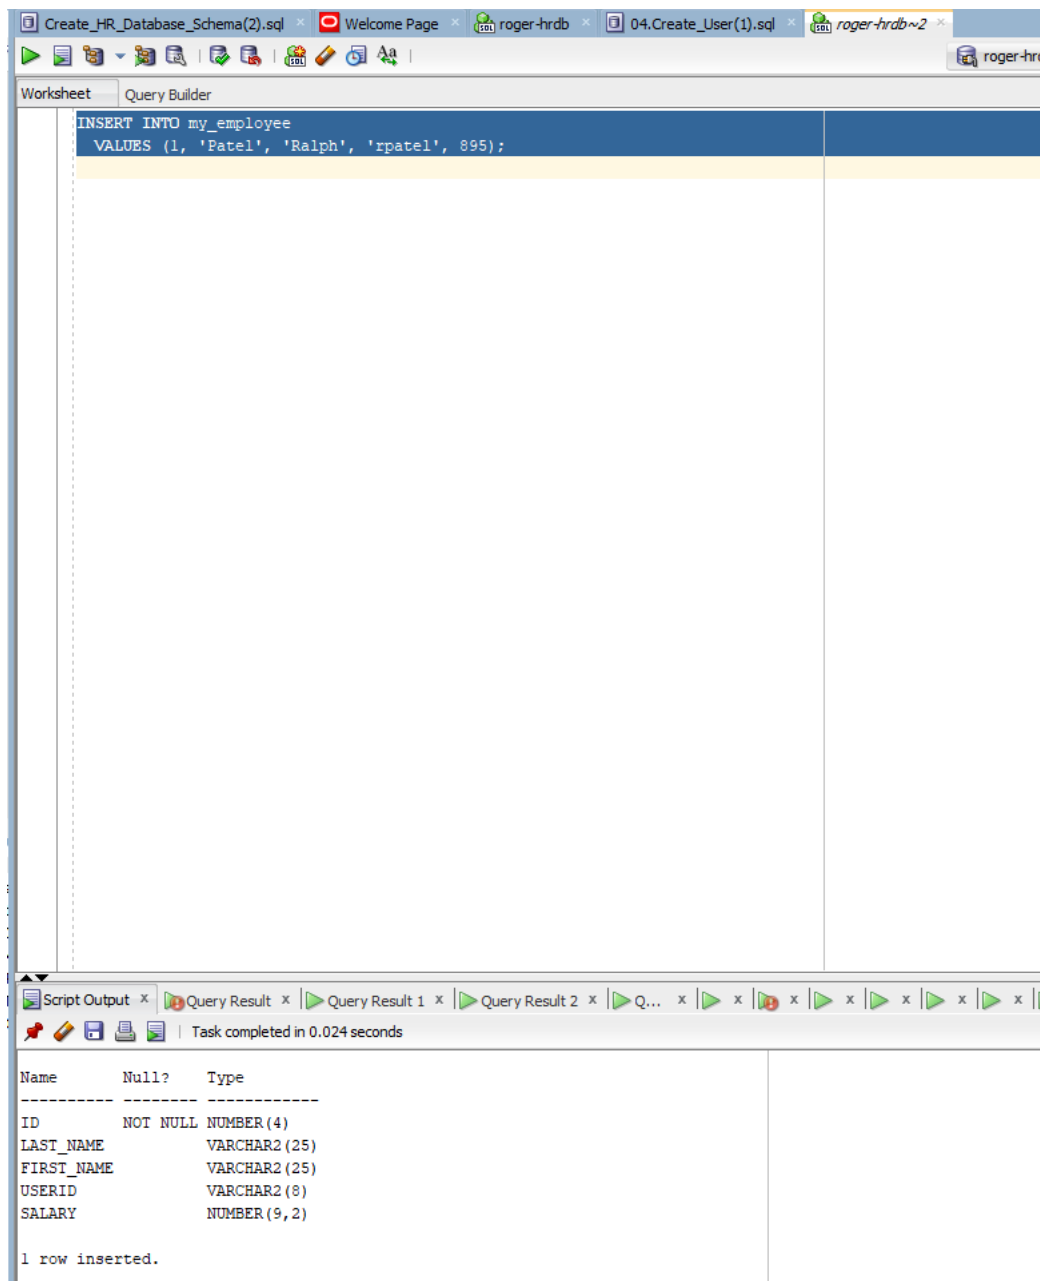 Create_HR_Database_Schema(2).sql × Welcome Page × roger-hrdb × 04.Create_User(1).sql × roger-hrdb~2 ×
Aa
Worksheet Query Builder
INSERT INTO my_employee
VALUES (1, 'Patel', 'Ralph', 'rpatel', 895);
Script Output x Query Result x Query Result 1 x Query Result 2 x Q... x x x x x x x
Task completed in 0.024 seconds
Name Null? Type
---------- -------- ------------
ID NOT NULL NUMBER(4)
LAST_NAME VARCHAR2(25)
FIRST_NAME VARCHAR2(25)
USERID VARCHAR2(8)
SALARY NUMBER(9,2)
1 row inserted.